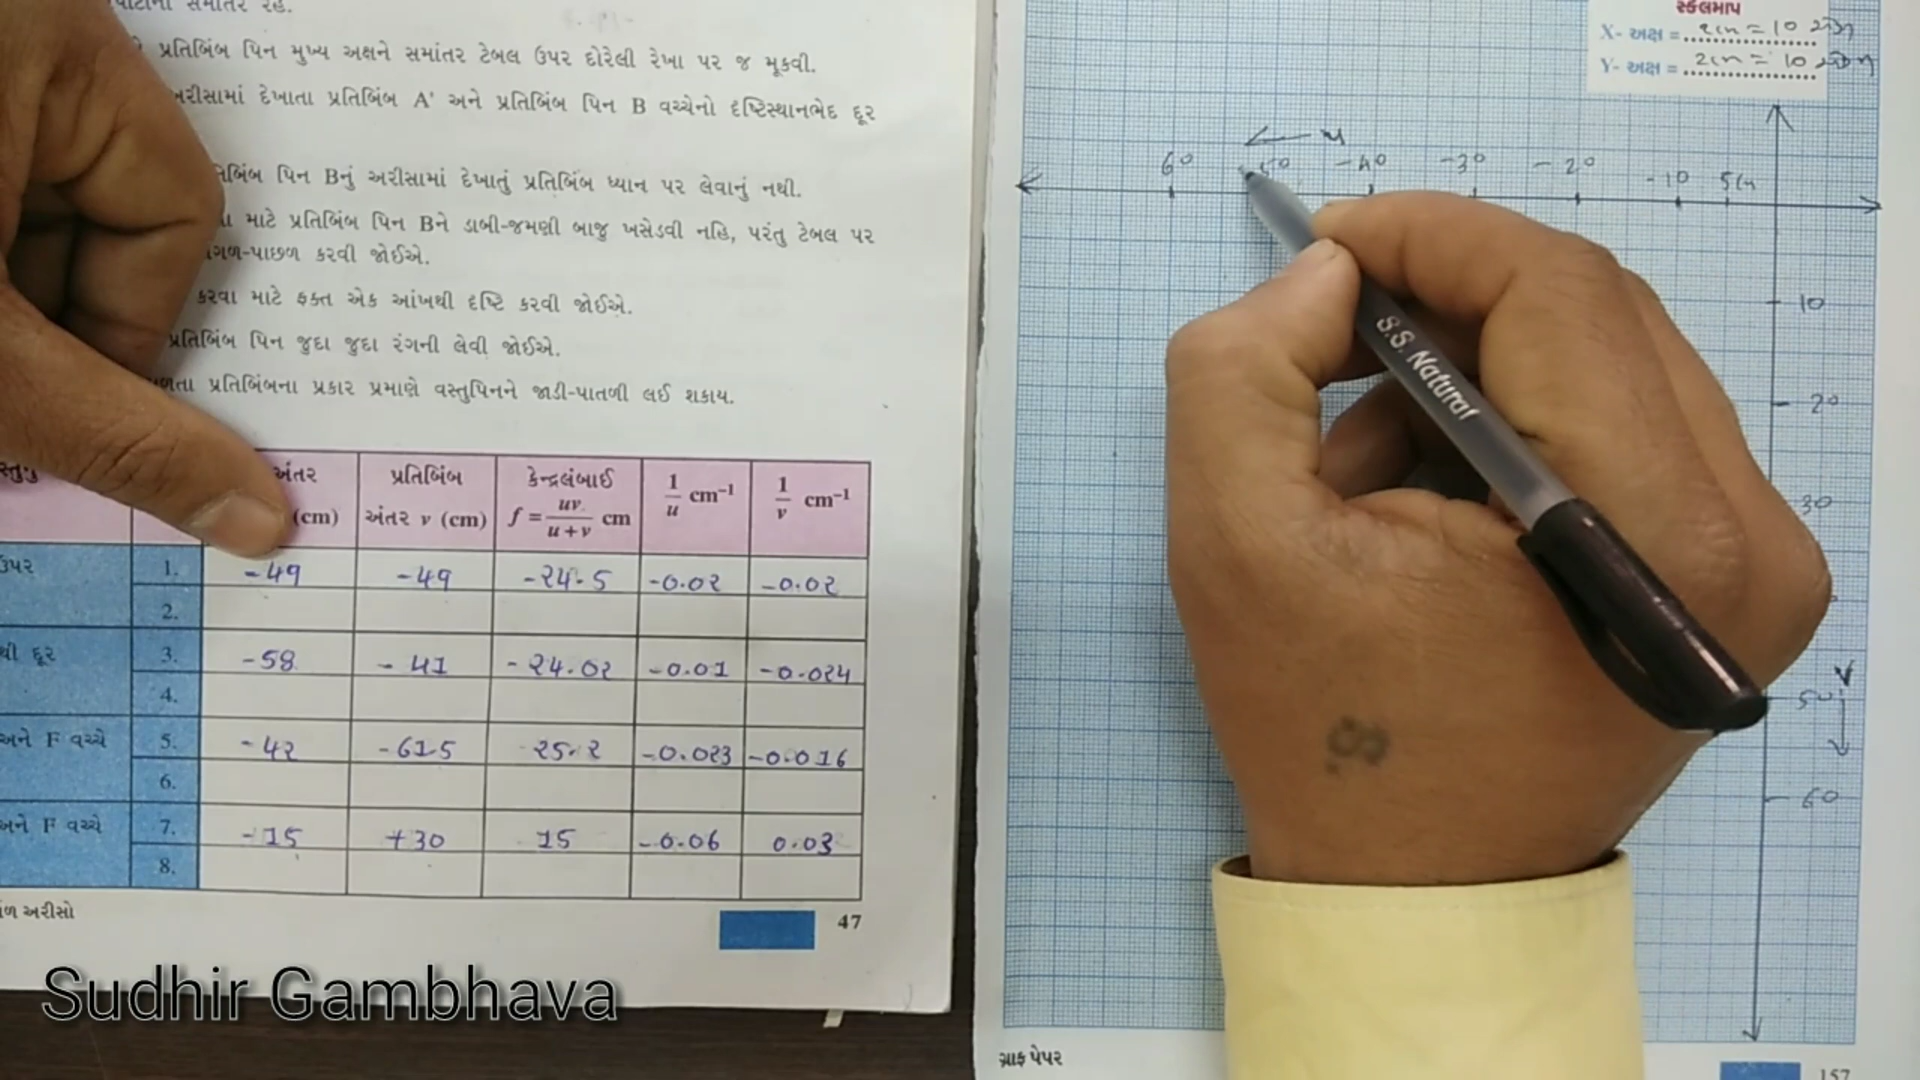 સમાંતર રહે.
પ્રતિબિંબ પિન મુખ્ય અક્ષને સમાંતર ટેબલ ઉપર દોરેલી રેખા પર જ મૂકવી.
અરીસામાં દેખાતા પ્રતિબિંબ A' અને પ્રતિબિંબ પિન B વચ્ચેનો દૃષ્ટિસ્થાનભેદ દૂર
પિન Bનું અરીસામાં દેખાતું પ્રતિબિંબ ધ્યાન પર લેવાનું નથી.
માટે પ્રતિબિંબ પિન Bને ડાબી-જમણી બાજુ ખસેડવી નહિ, પરંતુ ટેબલ પર
આગળ-પાછળ કરવી જોઈએ.
કરવા માટે ફક્ત એક આંખથી દૃષ્ટિ કરવી જોઈએ.
પ્રતિબિંબ પિન જુદા જુદા રંગની લેવી જોઈએ.
મળતા પ્રતિબિંબના પ્રકાર પ્રમાણે વસ્તુપિનને જાડી-પાતળી લઈ શકાય.
અંતર પ્રતિબિંબ કેન્દ્રલંબાઈ 1/u cm⁻¹ 1/v cm⁻¹
(cm) અંતર v (cm) f = uv/u+v cm
ઉપર 1. -49 -49 -24.5 -0.02 -0.02
2.
થી દૂર 3. -58 -41 -24.02 -0.01 -0.024
4.
અને F વચ્ચે 5. -42 -61.5 25.2 -0.023 -0.016
6.
અને F વચ્ચે 7. -15 +30 15 -0.06 0.03
8.
અરીસો
47
Sudhir Gambhava
સ્કેલમાપ
X- અક્ષ = 2cm = 10
Y- અક્ષ = 2cm = 10
u
60 -50 -40 -30 -20 -10 5cm
10
20
30
v
50
60
ગ્રાફ પેપર
157
S.S. Natural